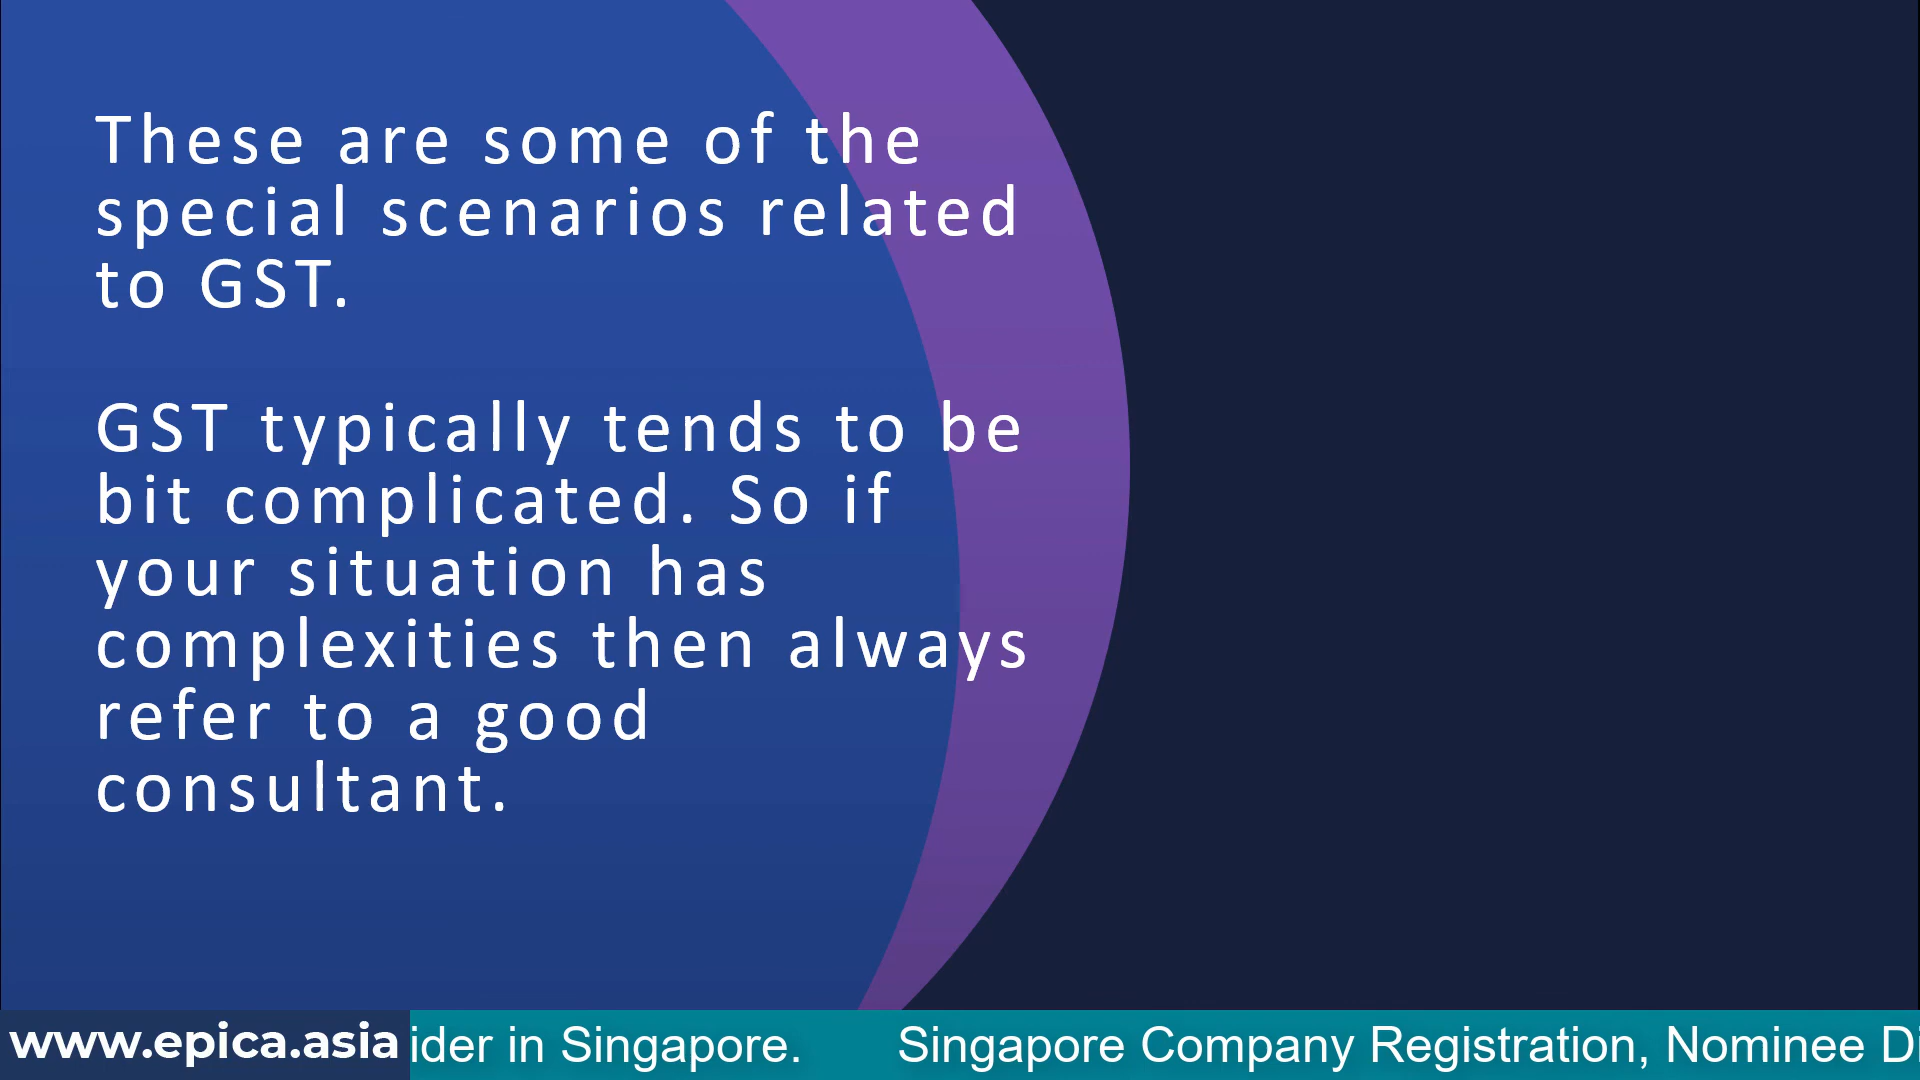 These are some of the
special scenarios related
to GST.
GST typically tends to be
bit complicated. So if
your situation has
complexities then always
refer to a good
consultant.
www.epica.asia
ider in Singapore. Singapore Company Registration, Nominee Di